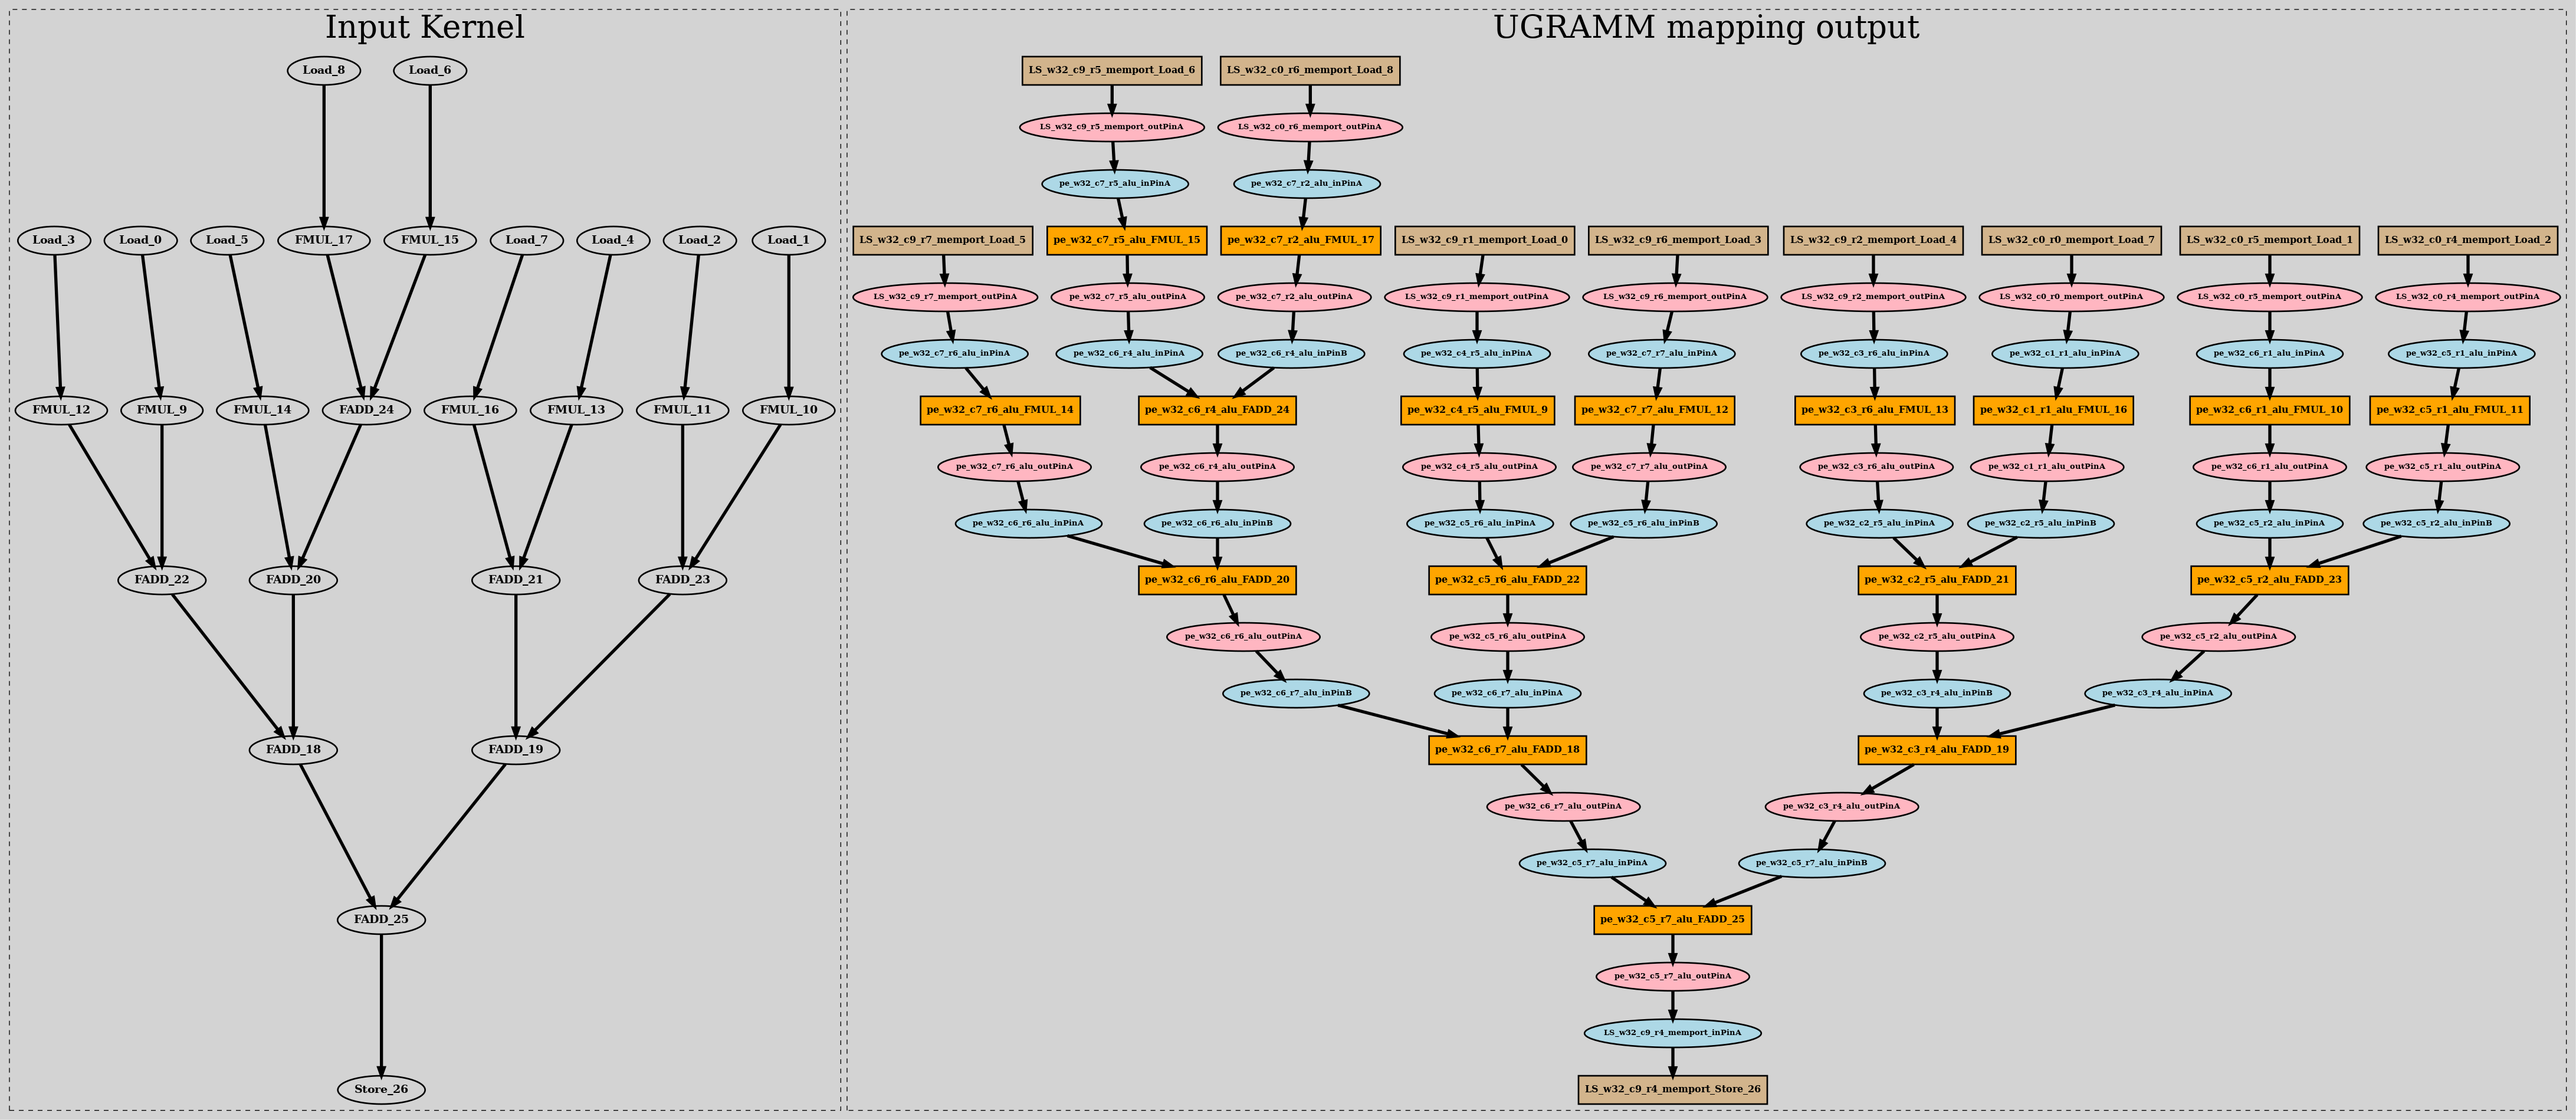 Input Kernel
Load_8
Load_6
Load_3
Load_0
Load_5
FMUL_17
FMUL_15
Load_7
Load_4
Load_2
Load_1
FMUL_12
FMUL_9
FMUL_14
FADD_24
FMUL_16
FMUL_13
FMUL_11
FMUL_10
FADD_22
FADD_20
FADD_21
FADD_23
FADD_18
FADD_19
FADD_25
Store_26
UGRAMM mapping output
LS_w32_c9_r5_memport_Load_6
LS_w32_c0_r6_memport_Load_8
LS_w32_c9_r5_memport_outPinA
LS_w32_c0_r6_memport_outPinA
pe_w32_c7_r5_alu_inPinA
pe_w32_c7_r2_alu_inPinA
LS_w32_c9_r7_memport_Load_5
pe_w32_c7_r5_alu_FMUL_15
pe_w32_c7_r2_alu_FMUL_17
LS_w32_c9_r1_memport_Load_0
LS_w32_c9_r6_memport_Load_3
LS_w32_c9_r2_memport_Load_4
LS_w32_c0_r0_memport_Load_7
LS_w32_c0_r5_memport_Load_1
LS_w32_c0_r4_memport_Load_2
LS_w32_c9_r7_memport_outPinA
pe_w32_c7_r5_alu_outPinA
pe_w32_c7_r2_alu_outPinA
LS_w32_c9_r1_memport_outPinA
LS_w32_c9_r6_memport_outPinA
LS_w32_c9_r2_memport_outPinA
LS_w32_c0_r0_memport_outPinA
LS_w32_c0_r5_memport_outPinA
LS_w32_c0_r4_memport_outPinA
pe_w32_c7_r6_alu_inPinA
pe_w32_c6_r4_alu_inPinA
pe_w32_c6_r4_alu_inPinB
pe_w32_c4_r5_alu_inPinA
pe_w32_c7_r7_alu_inPinA
pe_w32_c3_r6_alu_inPinA
pe_w32_c1_r1_alu_inPinA
pe_w32_c6_r1_alu_inPinA
pe_w32_c5_r1_alu_inPinA
pe_w32_c7_r6_alu_FMUL_14
pe_w32_c6_r4_alu_FADD_24
pe_w32_c4_r5_alu_FMUL_9
pe_w32_c7_r7_alu_FMUL_12
pe_w32_c3_r6_alu_FMUL_13
pe_w32_c1_r1_alu_FMUL_16
pe_w32_c6_r1_alu_FMUL_10
pe_w32_c5_r1_alu_FMUL_11
pe_w32_c7_r6_alu_outPinA
pe_w32_c6_r4_alu_outPinA
pe_w32_c4_r5_alu_outPinA
pe_w32_c7_r7_alu_outPinA
pe_w32_c3_r6_alu_outPinA
pe_w32_c1_r1_alu_outPinA
pe_w32_c6_r1_alu_outPinA
pe_w32_c5_r1_alu_outPinA
pe_w32_c6_r6_alu_inPinA
pe_w32_c6_r6_alu_inPinB
pe_w32_c5_r6_alu_inPinA
pe_w32_c5_r6_alu_inPinB
pe_w32_c2_r5_alu_inPinA
pe_w32_c2_r5_alu_inPinB
pe_w32_c5_r2_alu_inPinA
pe_w32_c5_r2_alu_inPinB
pe_w32_c6_r6_alu_FADD_20
pe_w32_c5_r6_alu_FADD_22
pe_w32_c2_r5_alu_FADD_21
pe_w32_c5_r2_alu_FADD_23
pe_w32_c6_r6_alu_outPinA
pe_w32_c5_r6_alu_outPinA
pe_w32_c2_r5_alu_outPinA
pe_w32_c5_r2_alu_outPinA
pe_w32_c6_r7_alu_inPinB
pe_w32_c6_r7_alu_inPinA
pe_w32_c3_r4_alu_inPinB
pe_w32_c3_r4_alu_inPinA
pe_w32_c6_r7_alu_FADD_18
pe_w32_c3_r4_alu_FADD_19
pe_w32_c6_r7_alu_outPinA
pe_w32_c3_r4_alu_outPinA
pe_w32_c5_r7_alu_inPinA
pe_w32_c5_r7_alu_inPinB
pe_w32_c5_r7_alu_FADD_25
pe_w32_c5_r7_alu_outPinA
LS_w32_c9_r4_memport_inPinA
LS_w32_c9_r4_memport_Store_26